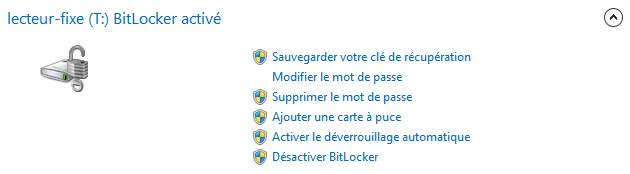 lecteur-fixe (T:) BitLocker activé
Sauvegarder votre clé de récupération
Modifier le mot de passe
Supprimer le mot de passe
Ajouter une carte à puce
Activer le déverrouillage automatique
Désactiver BitLocker